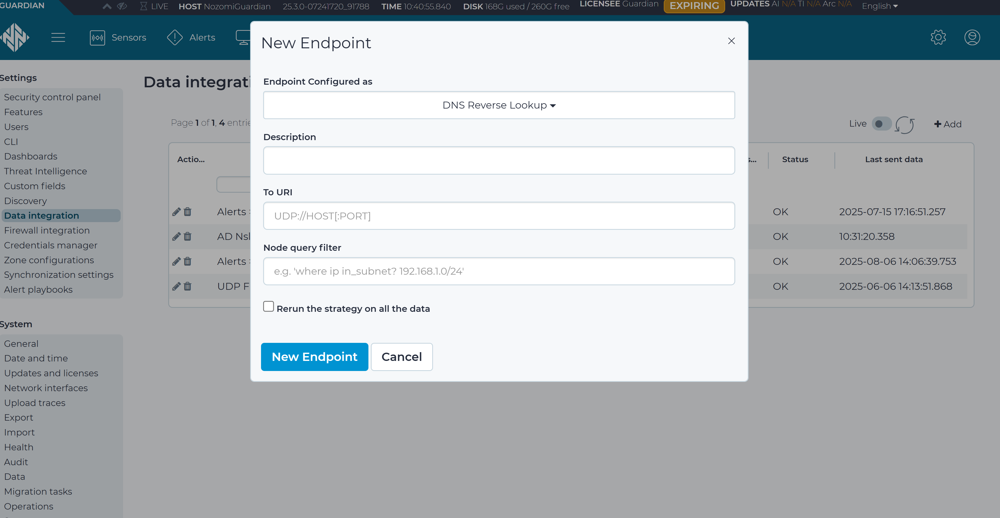 GUARDIAN
LIVE HOST NozomiGuardian 25.3.0-07241720_91788 TIME 10:40:55.840 DISK 168G used / 260G free LICENSEE Guardian EXPIRING UPDATES AI N/A TI N/A Arc N/A English
Sensors Alerts
New Endpoint
Settings
Security control panel
Features
Users
CLI
Dashboards
Threat Intelligence
Custom fields
Discovery
Data integration
Firewall integration
Credentials manager
Zone configurations
Synchronization settings
Alert playbooks
System
General
Date and time
Updates and licenses
Network interfaces
Upload traces
Export
Import
Health
Audit
Data
Migration tasks
Operations
Data integrati
Page 1 of 1, 4 entrie
Live + Add
Actio... s... Status Last sent data
Alerts OK 2025-07-15 17:16:51.257
AD Nsl OK 10:31:20.358
Alerts OK 2025-08-06 14:06:39.753
UDP F OK 2025-06-06 14:13:51.868
Endpoint Configured as
DNS Reverse Lookup
Description
To URI
UDP://HOST[:PORT]
Node query filter
e.g. 'where ip in_subnet? 192.168.1.0/24'
Rerun the strategy on all the data
New Endpoint Cancel